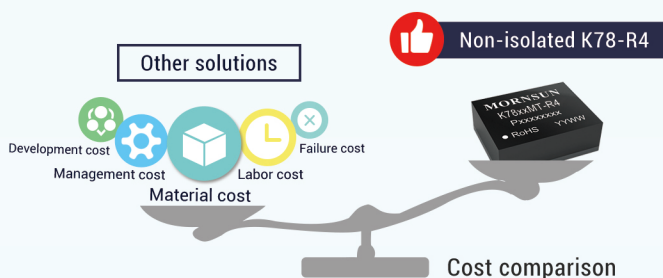 Non-isolated K78-R4
Other solutions
MORNSUN
K78xxMT-R4
Pxxxxxxxxx
RoHS YYWW
Development cost
Failure cost
Management cost
Labor cost
Material cost
Cost comparison